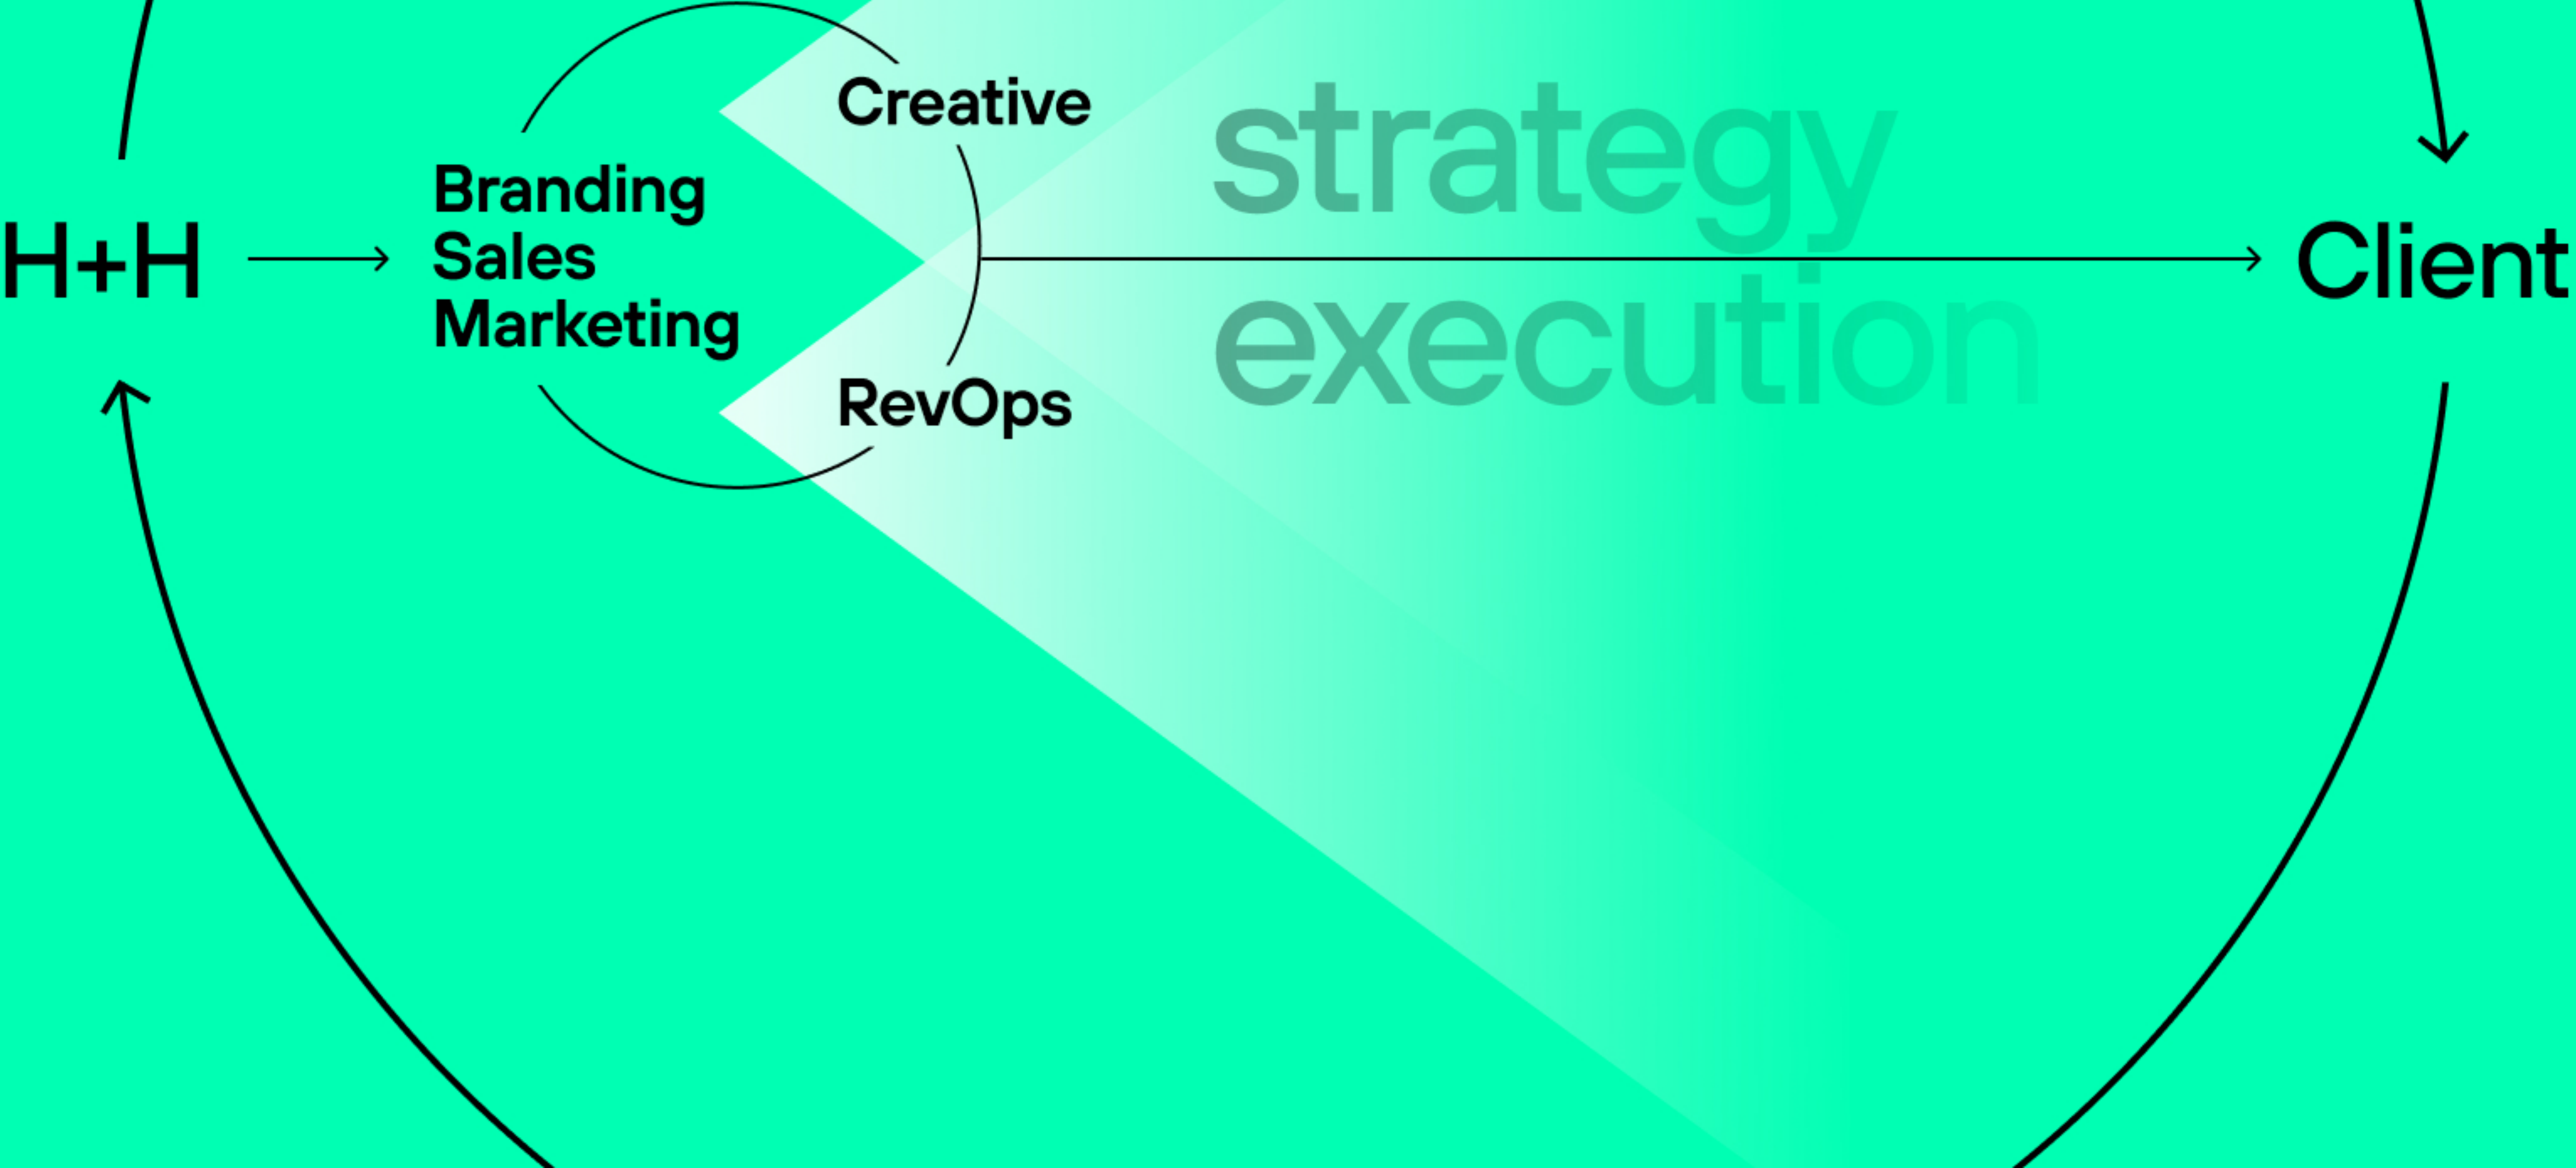 Creative
strategy
Branding
Sales
Marketing
H+H
Client
execution
RevOps